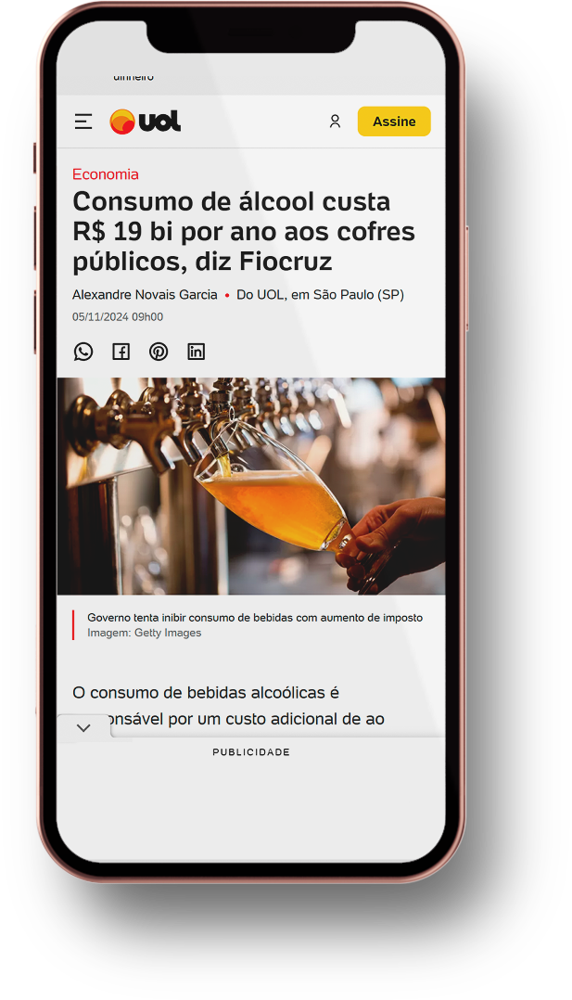 dinheiro
uol
Assine
Economia
Consumo de álcool custa
R$ 19 bi por ano aos cofres
públicos, diz Fiocruz
Alexandre Novais Garcia • Do UOL, em São Paulo (SP)
05/11/2024 09h00
Governo tenta inibir consumo de bebidas com aumento de imposto
Imagem: Getty Images
O consumo de bebidas alcoólicas é
onsável por um custo adicional de ao
PUBLICIDADE